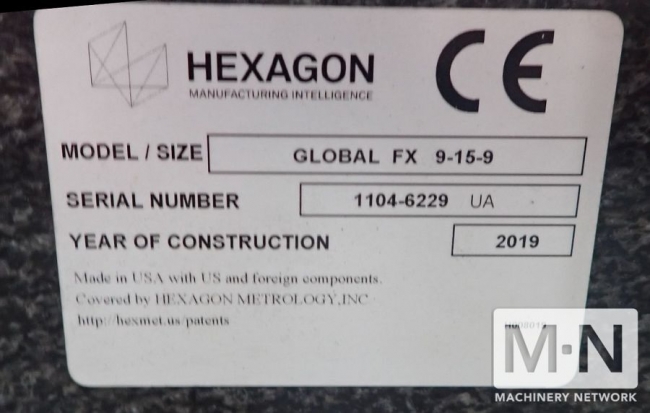 HEXAGON
MANUFACTURING INTELLIGENCE
CE
MODEL / SIZE GLOBAL FX 9-15-9
SERIAL NUMBER 1104-6229 UA
YEAR OF CONSTRUCTION 2019
Made in USA with US and foreign components.
Covered by HEXAGON METROLOGY,INC
http://hexmet.us/patents
M·N
MACHINERY NETWORK